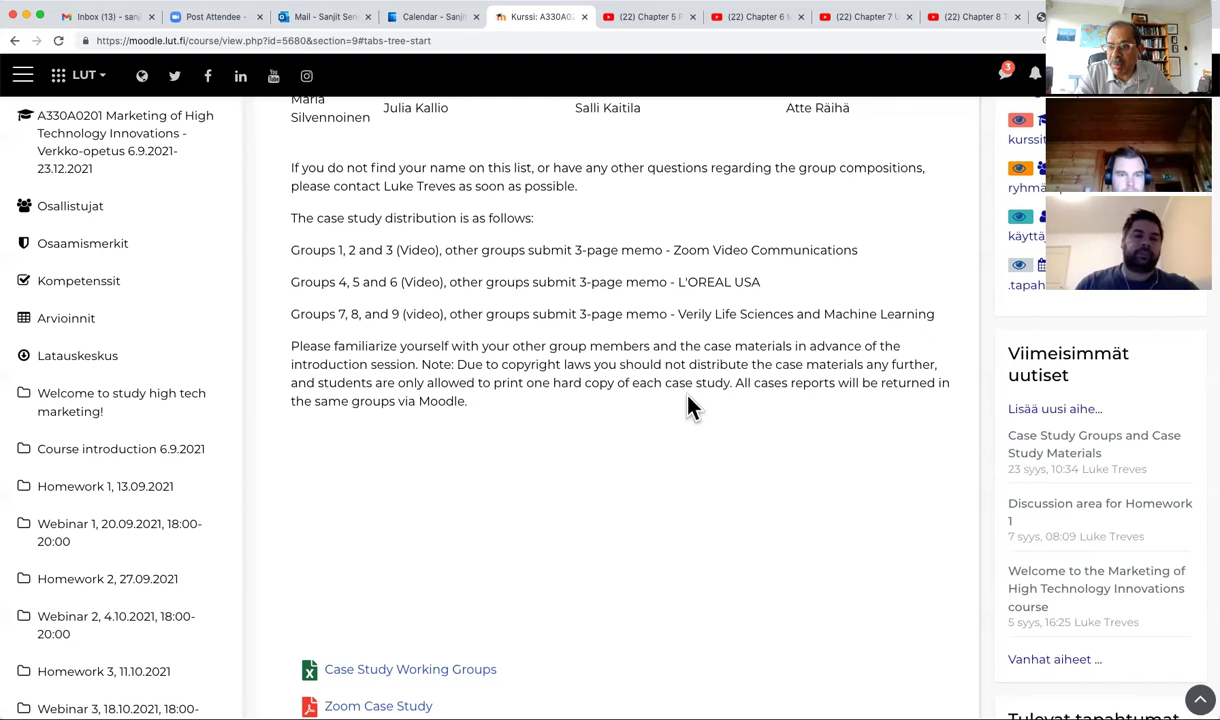 Inbox (13) - sanj
Post Attendee -
Mail - Sanjit Sen
Calendar - Sanji
Kurssi: A330A0
(22) Chapter 5 P
(22) Chapter 6 M
(22) Chapter 7 U
(22) Chapter 8 T
https://moodle.lut.fi/course/view.php?id=5680&section=9#tabs-tree-start
LUT
3
A330A0201 Marketing of High
Technology Innovations -
Verkko-opetus 6.9.2021-
23.12.2021
Osallistujat
Osaamismerkit
Kompetenssit
Arvioinnit
Latauskeskus
Welcome to study high tech
marketing!
Course introduction 6.9.2021
Homework 1, 13.09.2021
Webinar 1, 20.09.2021, 18:00-
20:00
Homework 2, 27.09.2021
Webinar 2, 4.10.2021, 18:00-
20:00
Homework 3, 11.10.2021
Webinar 3, 18.10.2021, 18:00-
Maria
Silvennoinen
Julia Kallio
Salli Kaitila
Atte Räihä
If you do not find your name on this list, or have any other questions regarding the group compositions,
please contact Luke Treves as soon as possible.
The case study distribution is as follows:
Groups 1, 2 and 3 (Video), other groups submit 3-page memo - Zoom Video Communications
Groups 4, 5 and 6 (Video), other groups submit 3-page memo - L'OREAL USA
Groups 7, 8, and 9 (video), other groups submit 3-page memo - Verily Life Sciences and Machine Learning
Please familiarize yourself with your other group members and the case materials in advance of the
introduction session. Note: Due to copyright laws you should not distribute the case materials any further,
and students are only allowed to print one hard copy of each case study. All cases reports will be returned in
the same groups via Moodle.
Case Study Working Groups
Zoom Case Study
kurssit
ryhmä
käyttäj
.tapah
Viimeisimmät
uutiset
Lisää uusi aihe...
Case Study Groups and Case
Study Materials
23 syys, 10:34 Luke Treves
Discussion area for Homework
1
7 syys, 08:09 Luke Treves
Welcome to the Marketing of
High Technology Innovations
course
5 syys, 16:25 Luke Treves
Vanhat aiheet ...
Tulevat tapahtumat